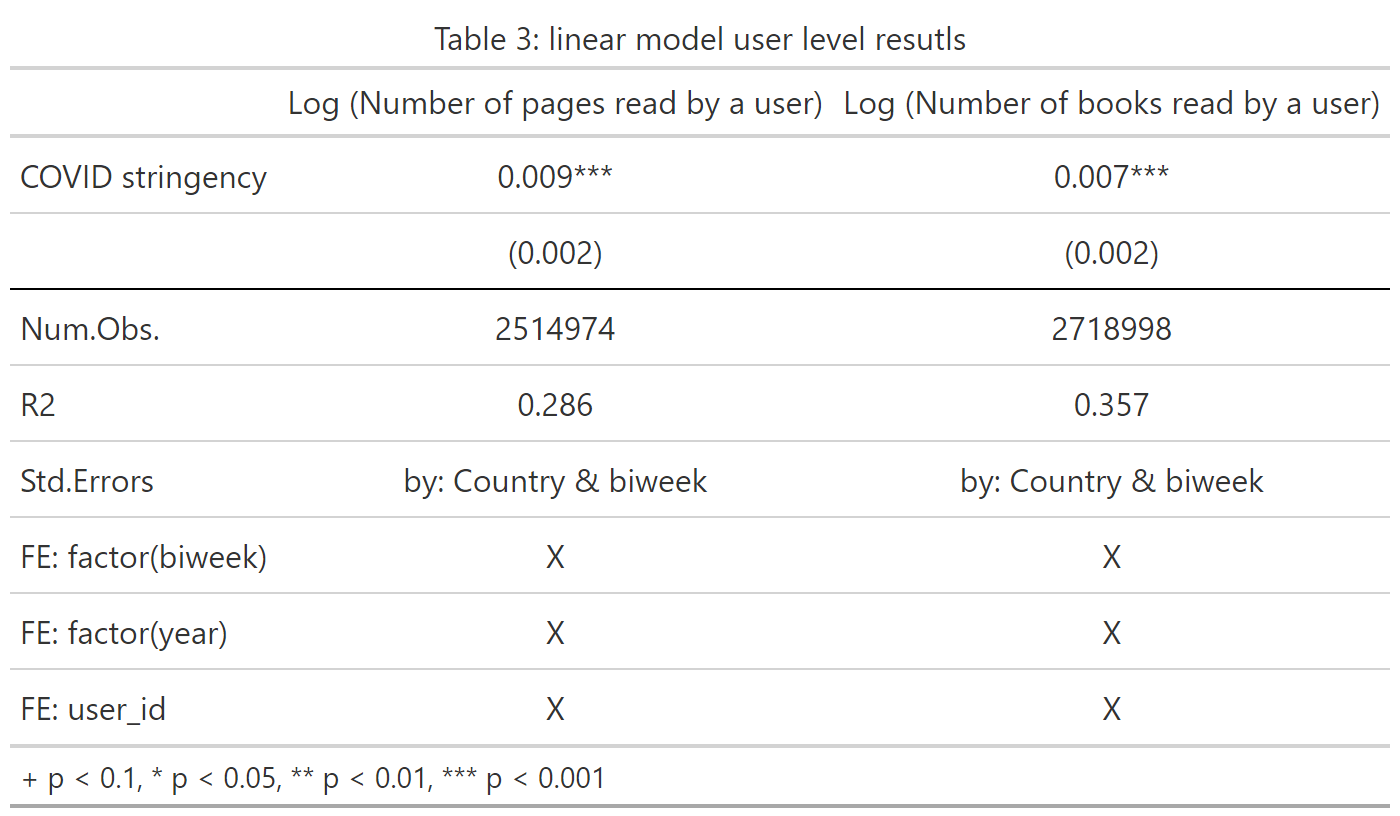 Table 3: linear model user level resutls
Log (Number of pages read by a user) Log (Number of books read by a user)
COVID stringency 0.009*** 0.007***
(0.002) (0.002)
Num.Obs. 2514974 2718998
R2 0.286 0.357
Std.Errors by: Country & biweek by: Country & biweek
FE: factor(biweek) X X
FE: factor(year) X X
FE: user_id X X
+ p < 0.1, * p < 0.05, ** p < 0.01, *** p < 0.001